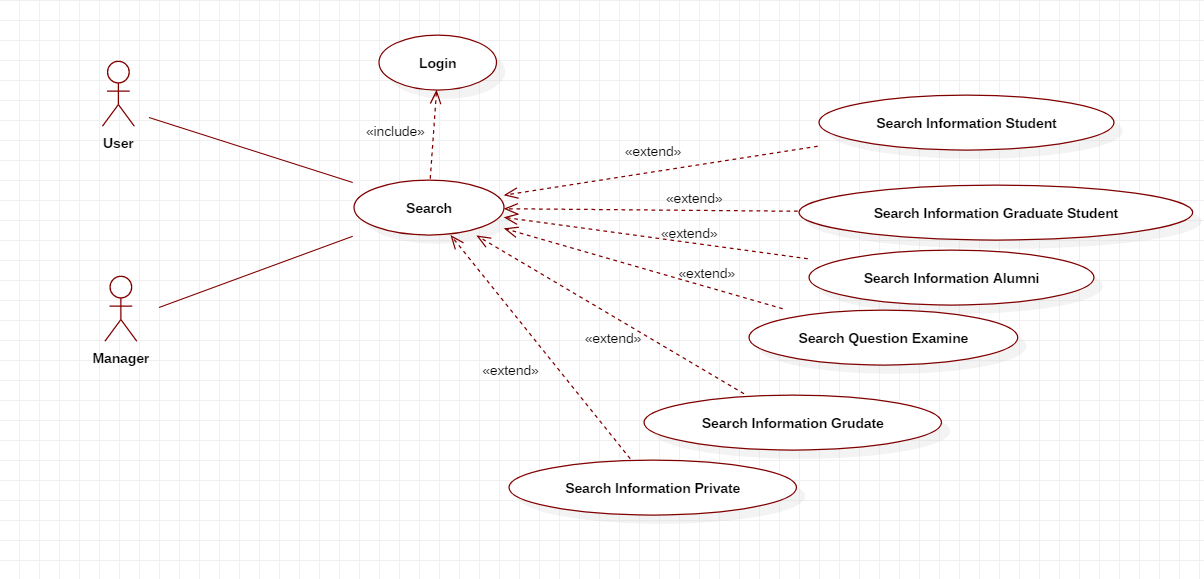 Login
User
«include»
Search Information Student
«extend»
«extend»
Search
Search Information Graduate Student
«extend»
«extend»
Search Information Alumni
Manager
Search Question Examine
«extend»
«extend»
Search Information Grudate
Search Information Private